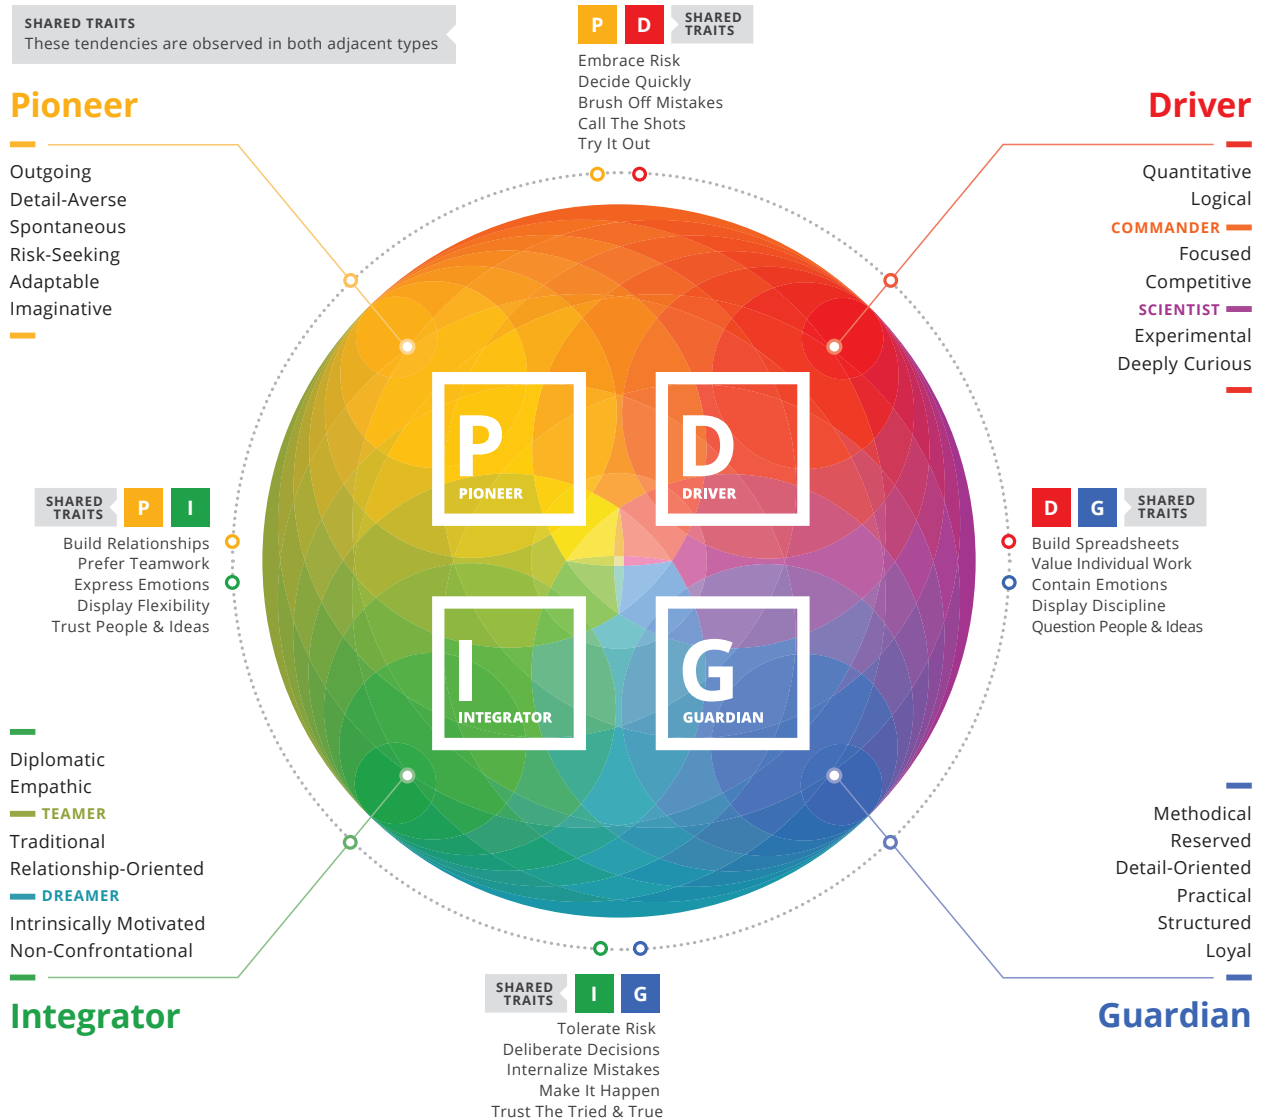 SHARED TRAITS
These tendencies are observed in both adjacent types
P D SHARED
TRAITS
Embrace Risk
Decide Quickly
Brush Off Mistakes
Call The Shots
Try It Out
Pioneer
Outgoing
Detail-Averse
Spontaneous
Risk-Seeking
Adaptable
Imaginative
Driver
Quantitative
Logical
COMMANDER
Focused
Competitive
SCIENTIST
Experimental
Deeply Curious
P
PIONEER
D
DRIVER
SHARED
TRAITS P I
Build Relationships
Prefer Teamwork
Express Emotions
Display Flexibility
Trust People & Ideas
D G SHARED
TRAITS
Build Spreadsheets
Value Individual Work
Contain Emotions
Display Discipline
Question People & Ideas
I
INTEGRATOR
G
GUARDIAN
Diplomatic
Empathic
TEAMER
Traditional
Relationship-Oriented
DREAMER
Intrinsically Motivated
Non-Confrontational
Integrator
Methodical
Reserved
Detail-Oriented
Practical
Structured
Loyal
Guardian
SHARED
TRAITS I G
Tolerate Risk
Deliberate Decisions
Internalize Mistakes
Make It Happen
Trust The Tried & True